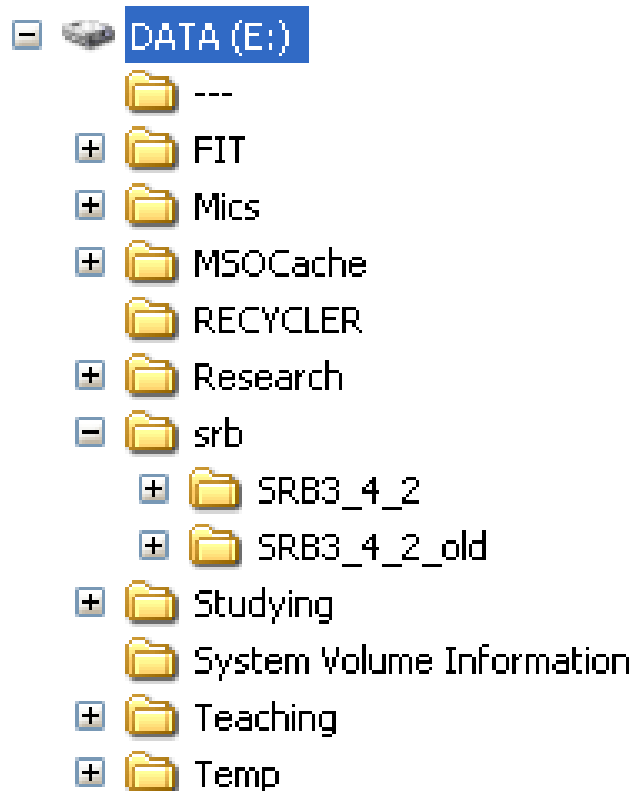 DATA (E:)
---
FIT
Mics
MSOCache
RECYCLER
Research
srb
SRB3_4_2
SRB3_4_2_old
Studying
System Volume Information
Teaching
Temp